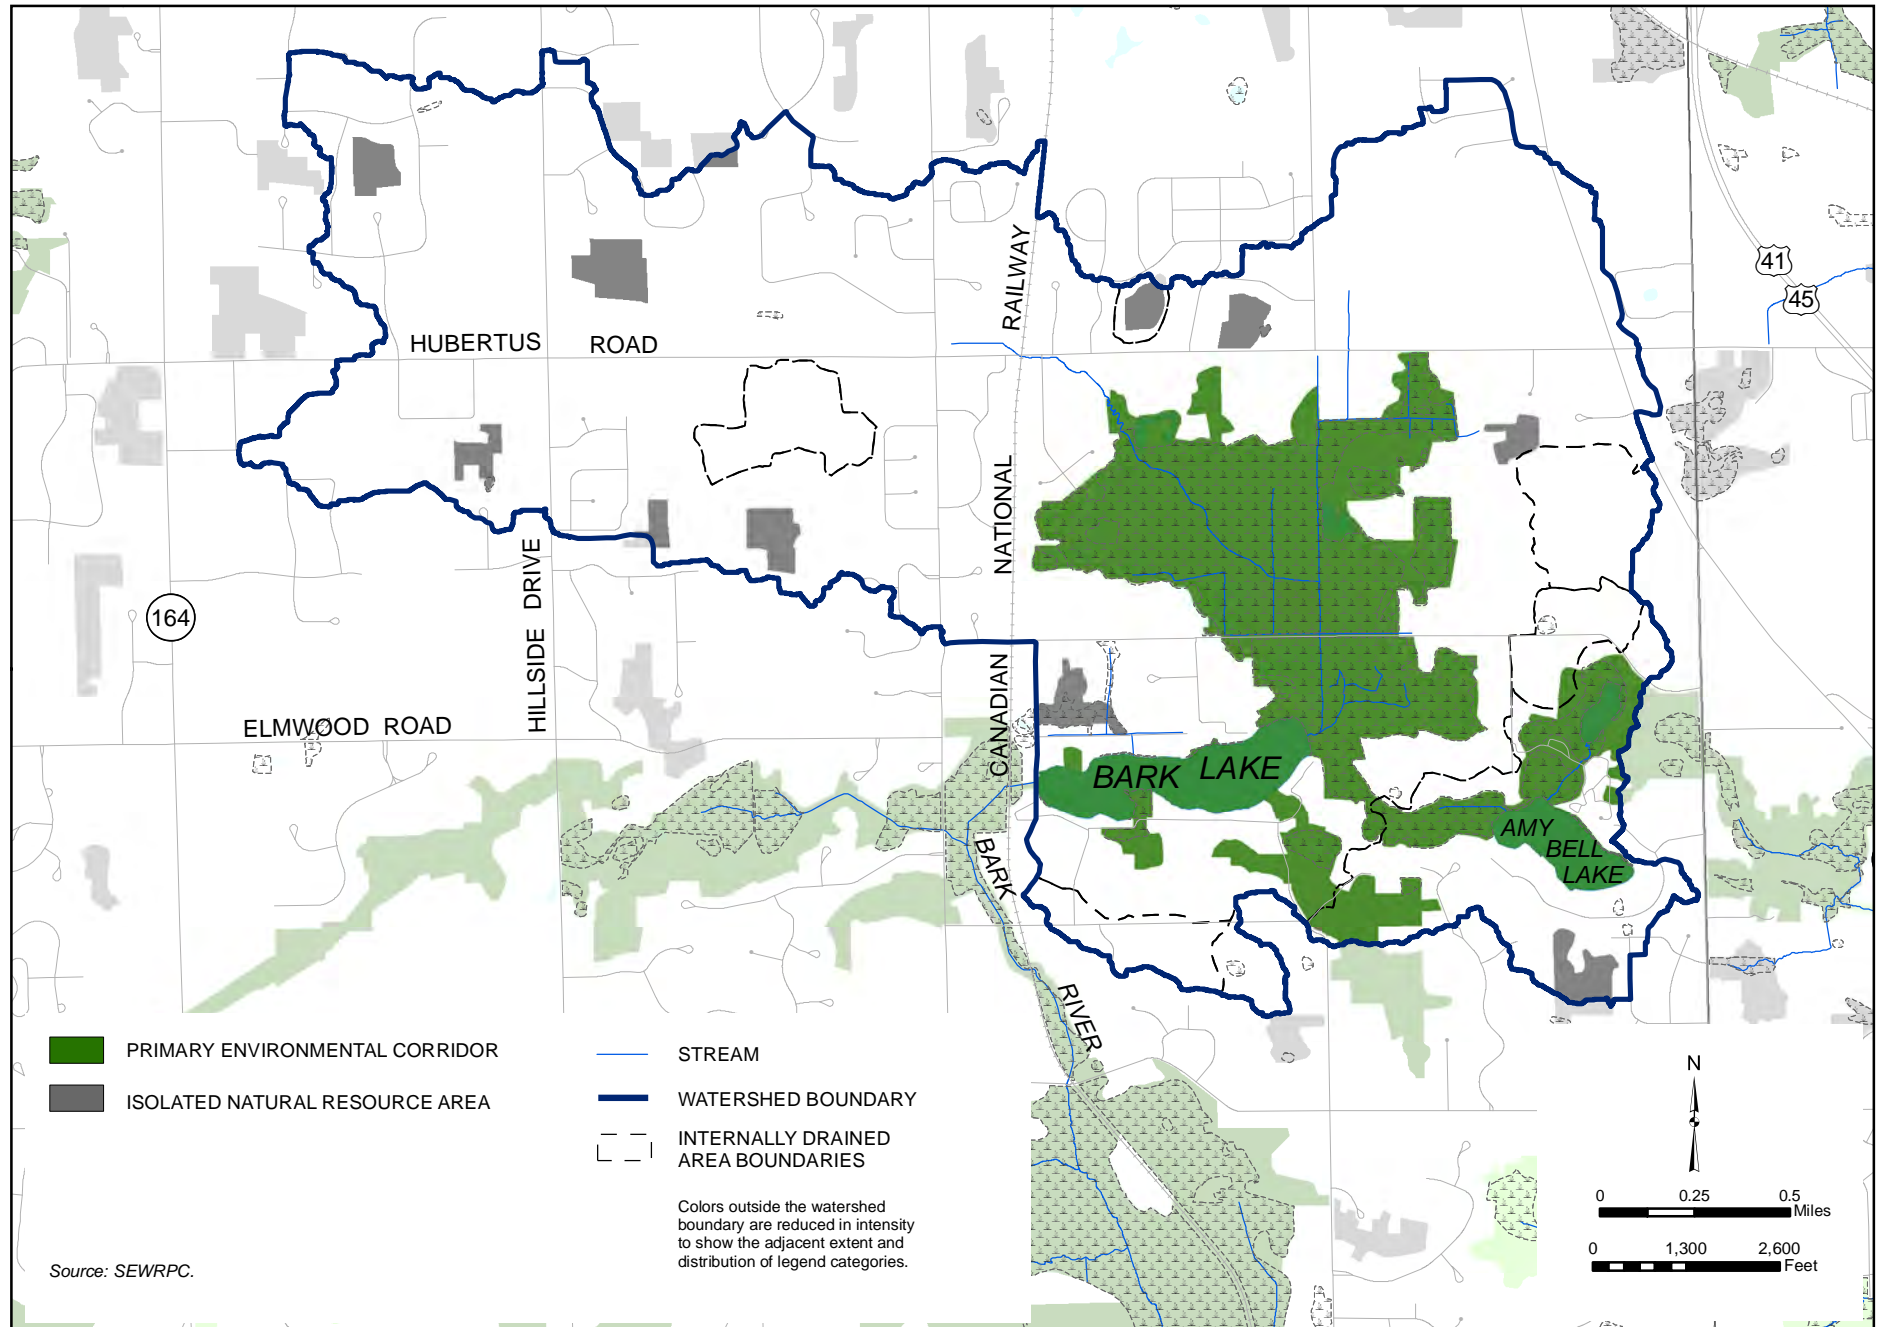 41
45
RAILWAY
HUBERTUS ROAD
NATIONAL
HILLSIDE DRIVE
164
CANADIAN
ELMWOOD ROAD
BARK LAKE
AMY
BELL
LAKE
BARK
RIVER
PRIMARY ENVIRONMENTAL CORRIDOR
ISOLATED NATURAL RESOURCE AREA
STREAM
WATERSHED BOUNDARY
INTERNALLY DRAINED
AREA BOUNDARIES
Colors outside the watershed
boundary are reduced in intensity
to show the adjacent extent and
distribution of legend categories.
Source: SEWRPC.
N
0 0.25 0.5
Miles
0 1,300 2,600
Feet